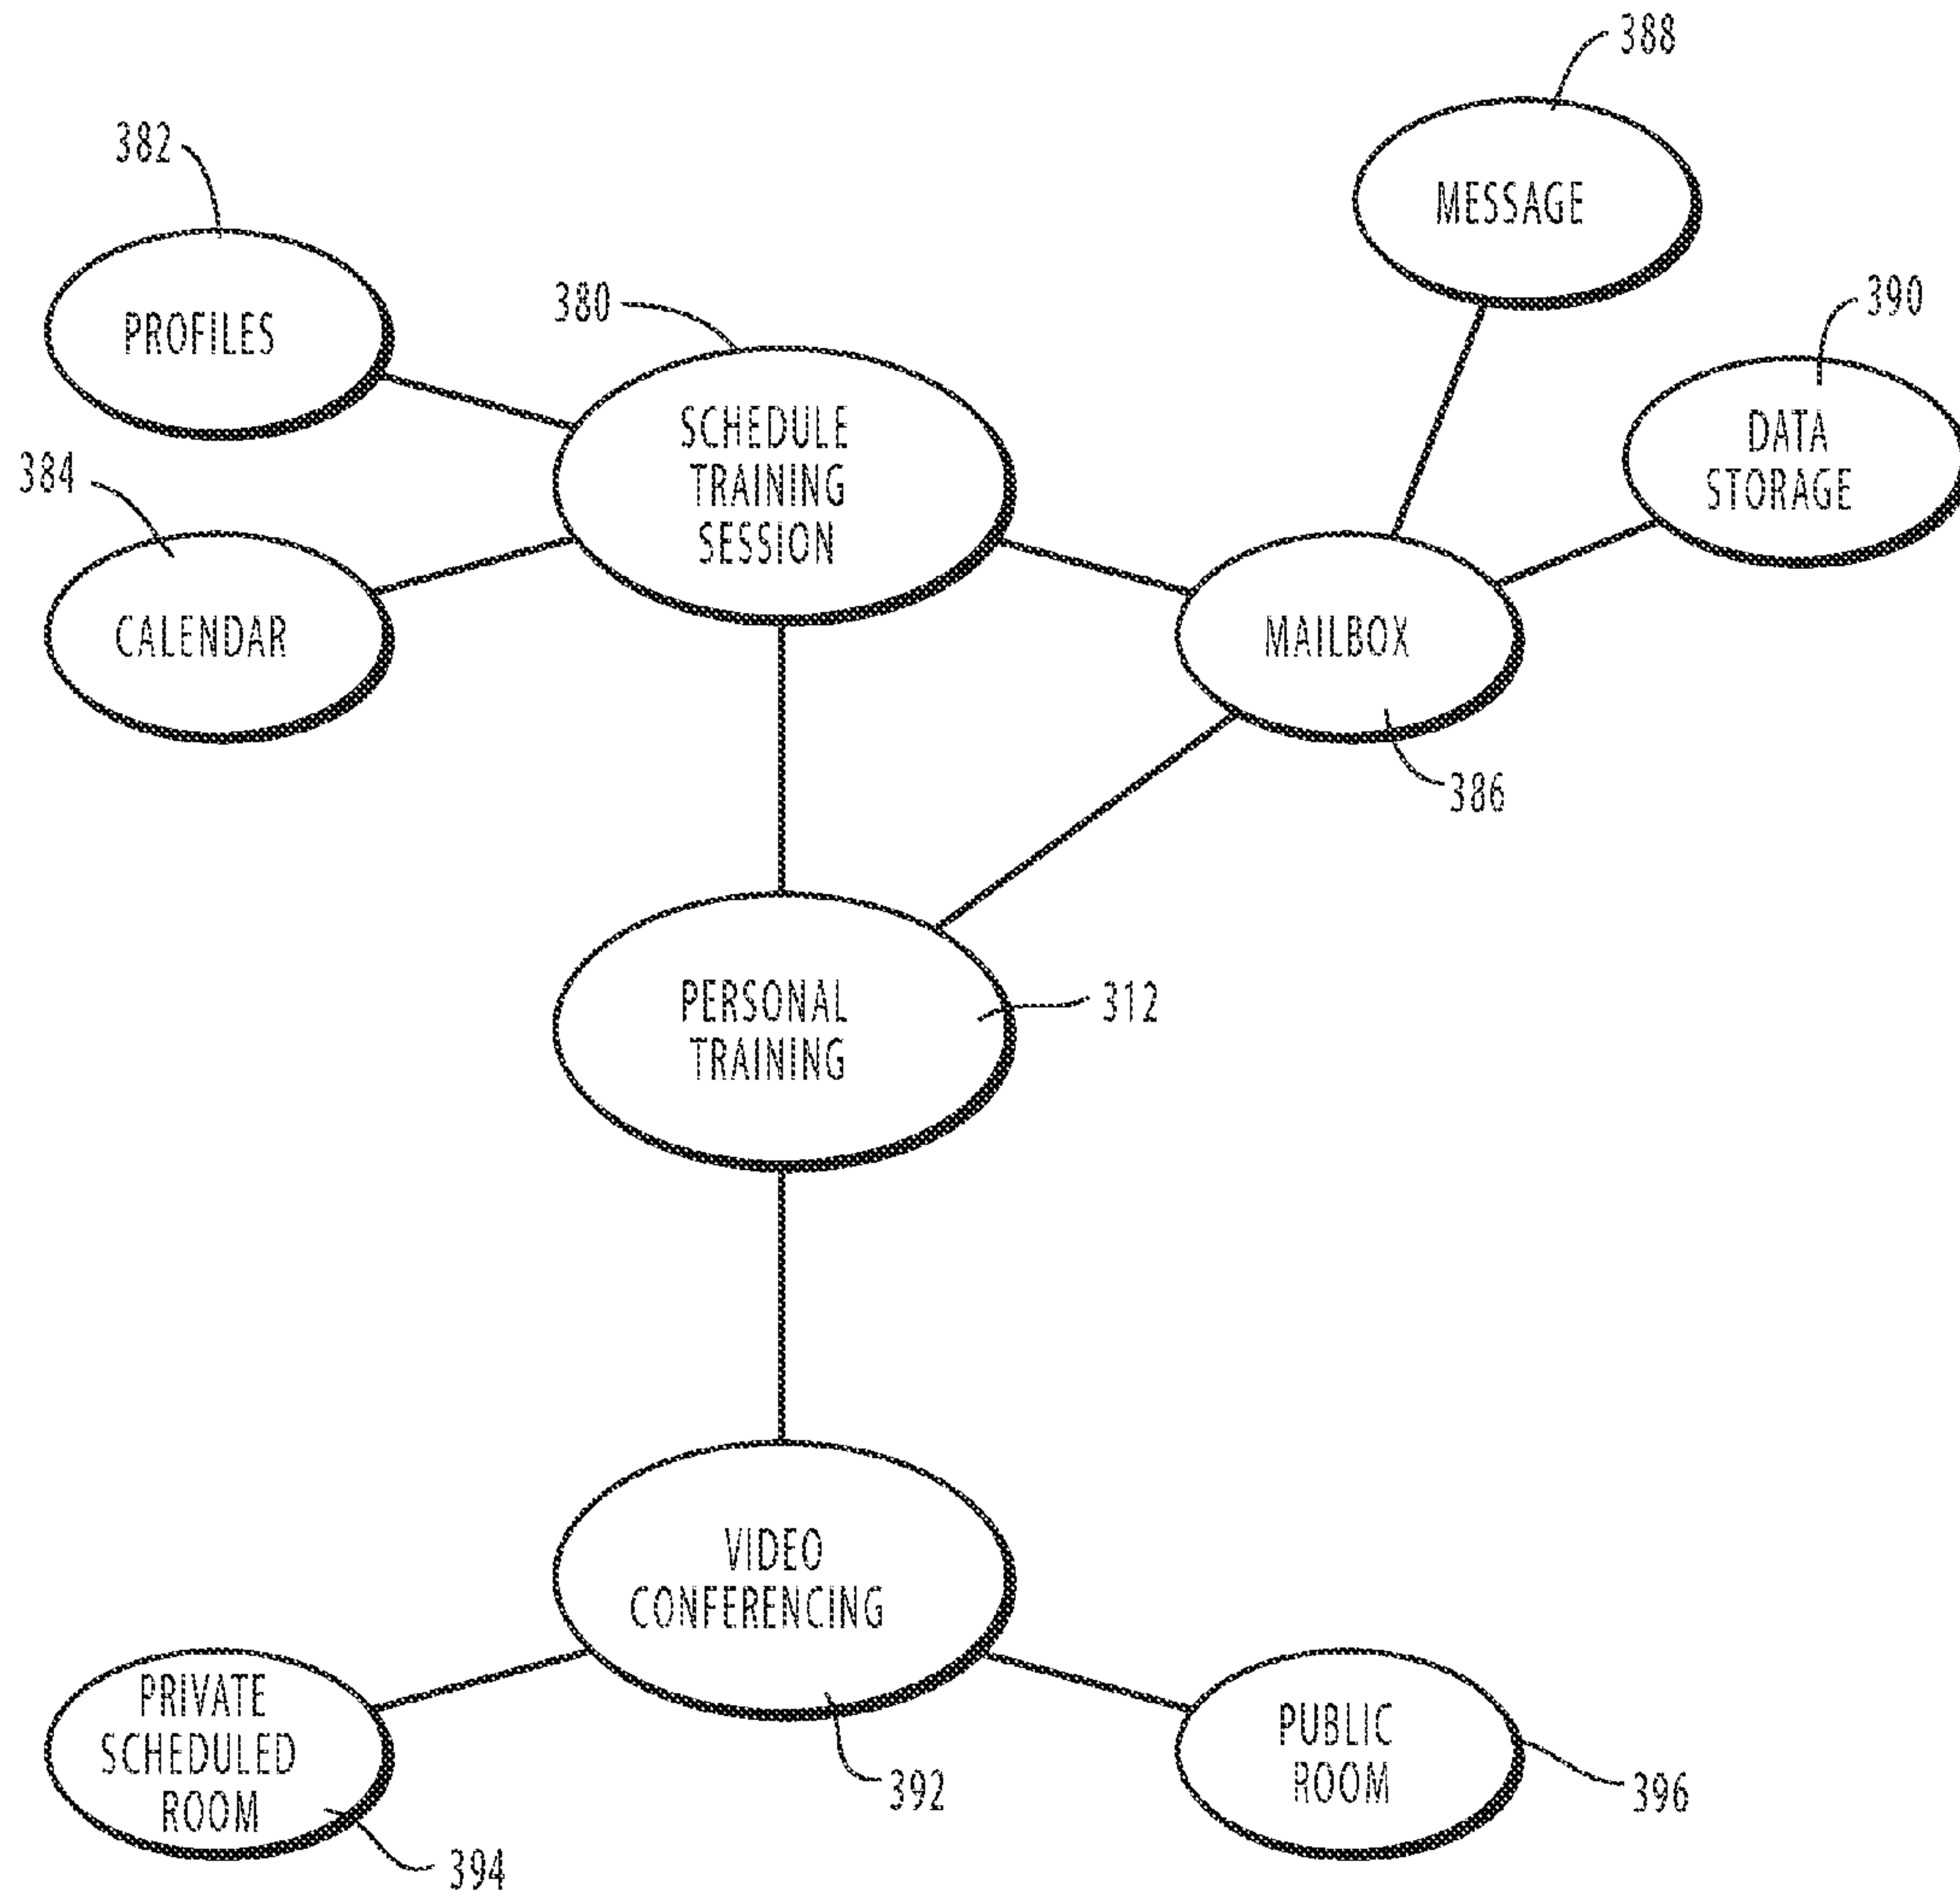 388
382
MESSAGE
380
390
PROFILES
SCHEDULE
TRAINING
SESSION
DATA
STORAGE
384
CALENDAR
MAILBOX
386
PERSONAL
TRAINING
312
VIDEO
CONFERENCING
PRIVATE
SCHEDULED
ROOM
PUBLIC
ROOM
392
396
394